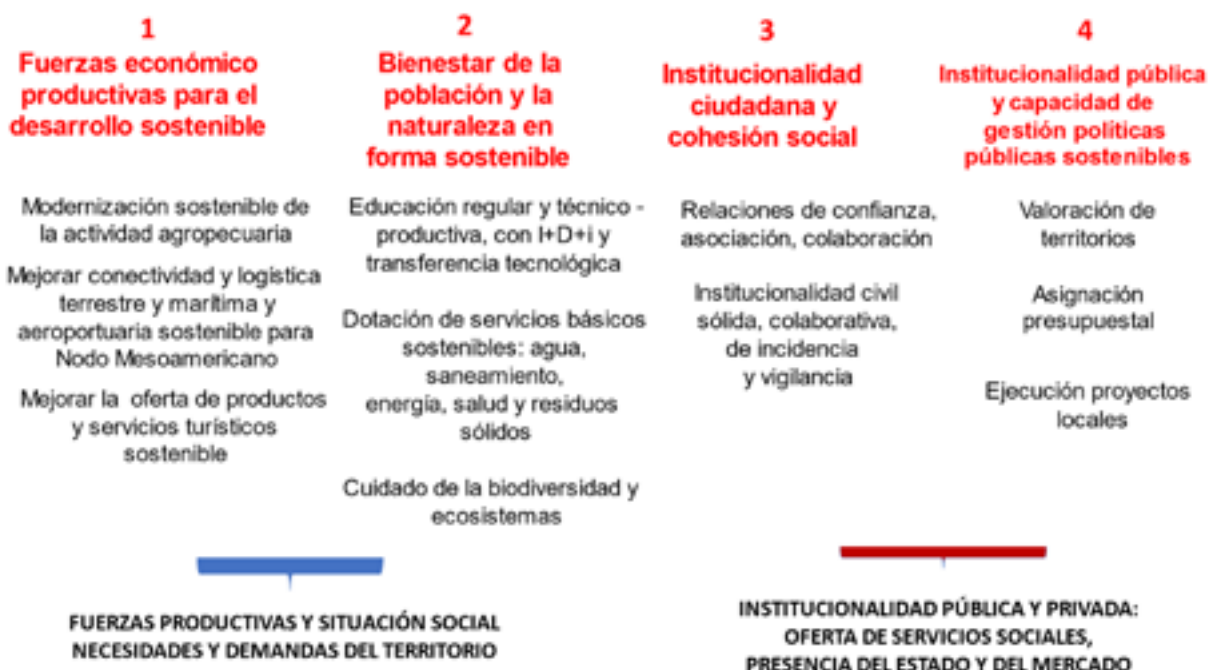 1
Fuerzas económico
productivas para el
desarrollo sostenible
Modernización sostenible de
la actividad agropecuaria
Mejorar conectividad y logística
terrestre y marítima y
aeroportuaria sostenible para
Nodo Mesoamericano
Mejorar la oferta de productos
y servicios turísticos
sostenible
2
Bienestar de la
población y la
naturaleza en
forma sostenible
Educación regular y técnico -
productiva, con I+D+i y
transferencia tecnológica
Dotación de servicios básicos
sostenibles: agua,
saneamiento,
energía, salud y residuos
sólidos
Cuidado de la biodiversidad y
ecosistemas
3
Institucionalidad
ciudadana y
cohesión social
Relaciones de confianza,
asociación, colaboración
Institucionalidad civil
sólida, colaborativa,
de incidencia
y vigilancia
4
Institucionalidad pública
y capacidad de
gestión políticas
públicas sostenibles
Valoración de
territorios
Asignación
presupuestal
Ejecución proyectos
locales
FUERZAS PRODUCTIVAS Y SITUACIÓN SOCIAL
NECESIDADES Y DEMANDAS DEL TERRITORIO
INSTITUCIONALIDAD PÚBLICA Y PRIVADA:
OFERTA DE SERVICIOS SOCIALES,
PRESENCIA DEL ESTADO Y DEL MERCADO